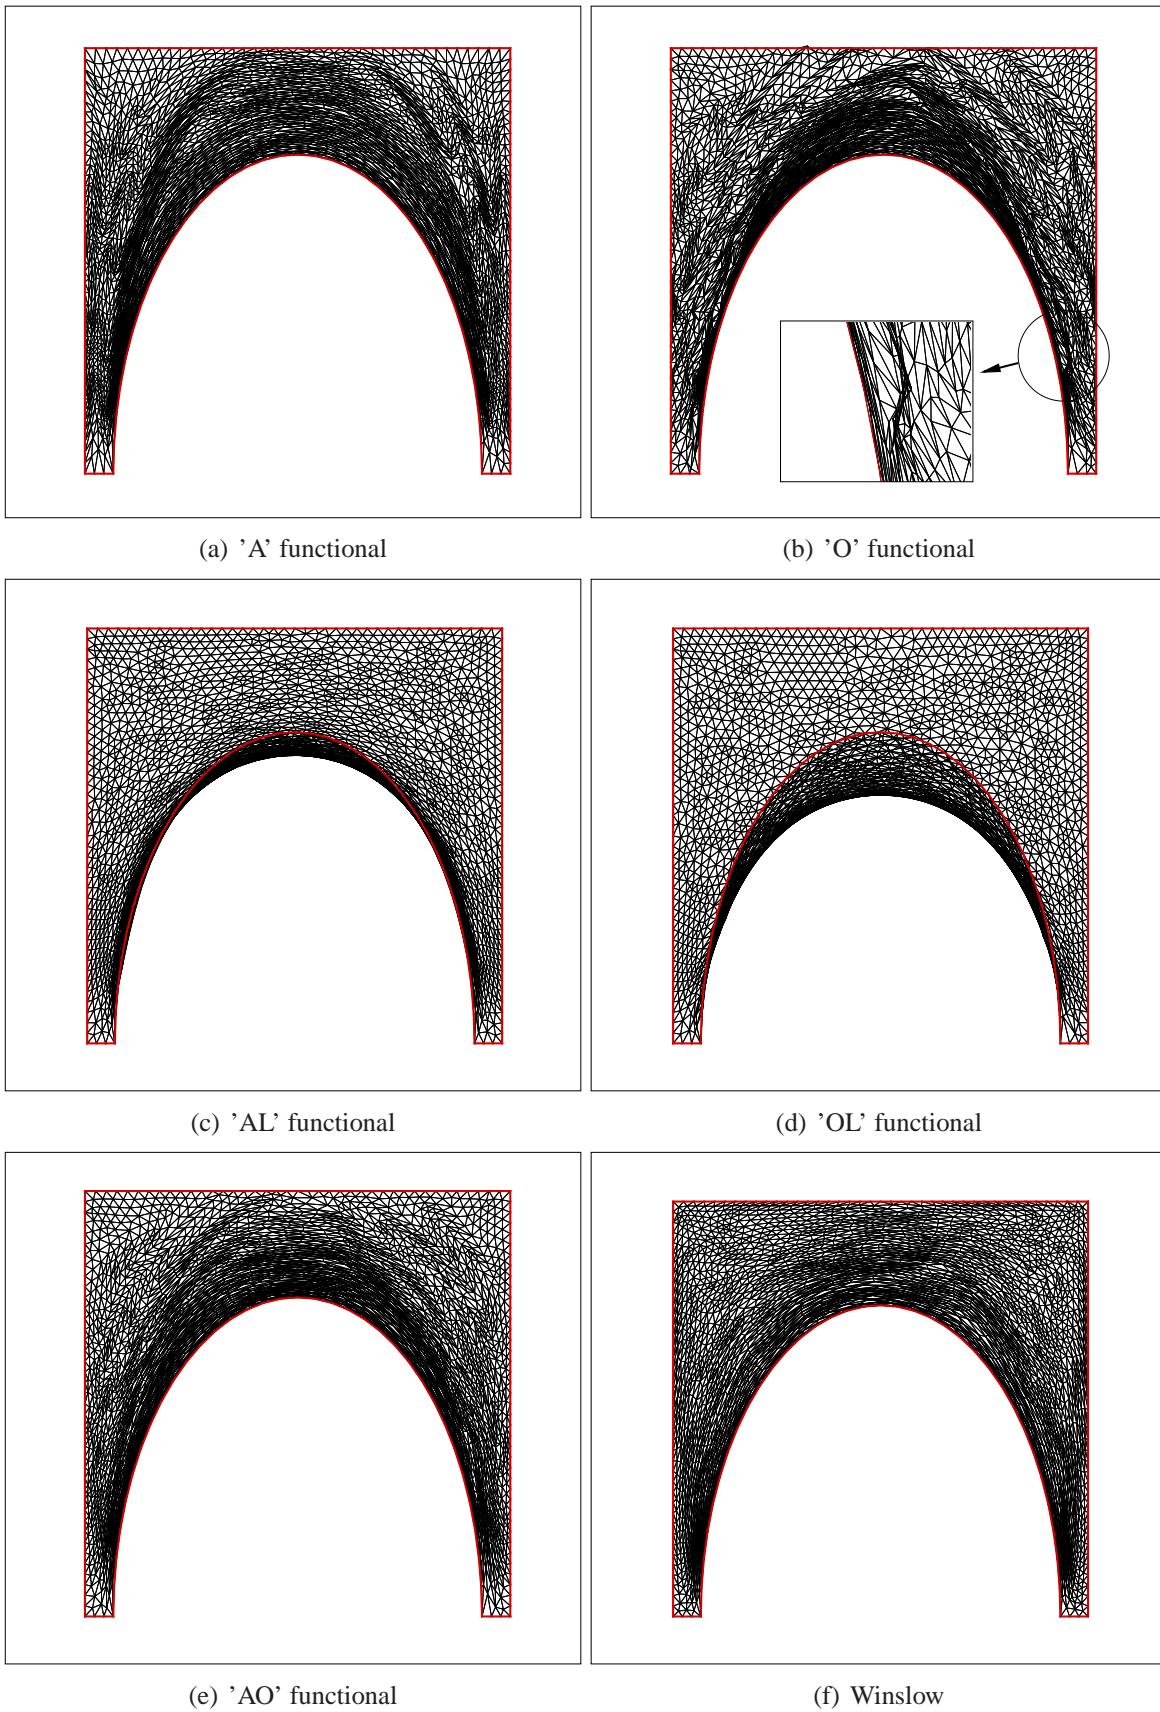 (a) ’A’ functional
(b) ’O’ functional
(c) ’AL’ functional
(d) ’OL’ functional
(e) ’AO’ functional
(f) Winslow